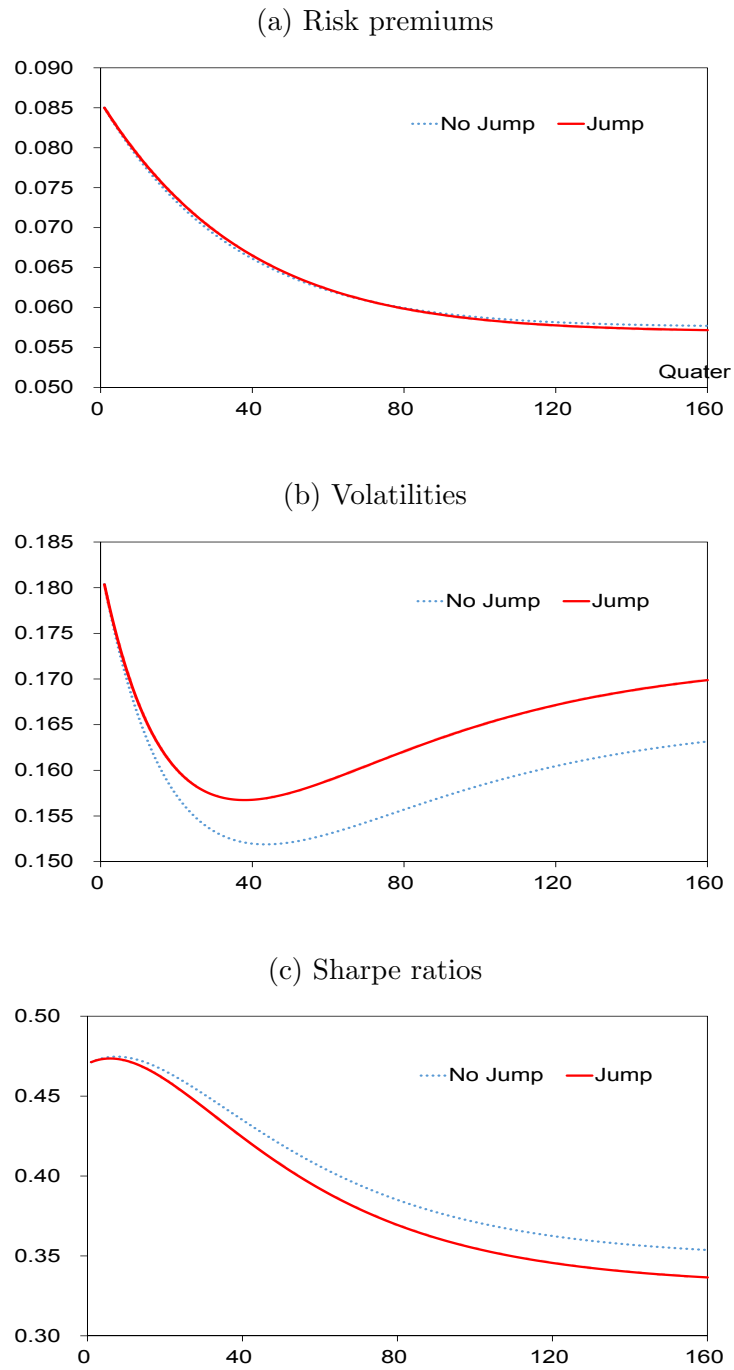 (a) Risk premiums
0.090
No Jump Jump
0.085
0.080
0.075
0.070
0.065
0.060
0.055
Quater
0.050
0 40 80 120 160
(b) Volatilities
0.185
0.180
No Jump Jump
0.175
0.170
0.165
0.160
0.155
0.150
0 40 80 120 160
(c) Sharpe ratios
0.50
No Jump Jump
0.45
0.40
0.35
0.30
0 40 80 120 160